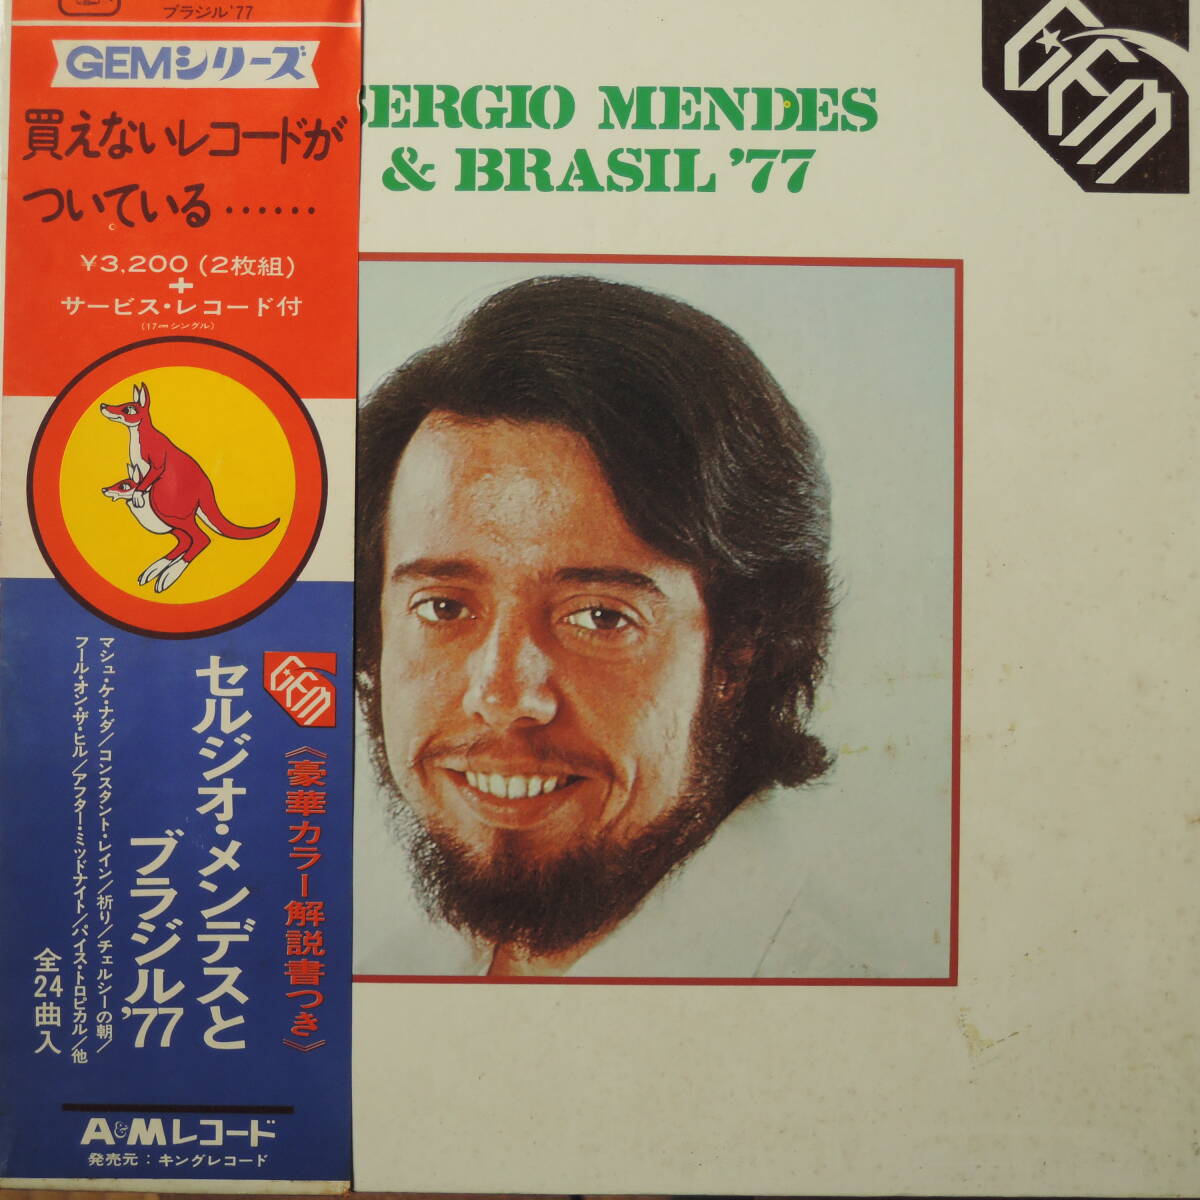 ブラジル'77
GEMシリーズ
買えないレコードが
ついている……
¥3,200 (2枚組)
+
サービス・レコード付
(17cmシングル)
GEM
《豪華カラー解説書つき》
セルジオ・メンデスと
ブラジル'77
マシュ・ケ・ナダ/コンスタント・レイン/祈り/チェルシーの朝/
フール・オン・ザ・ヒル/アフター・ミッドナイト/パイス・トロピカル/他
全24曲入
A&Mレコード
発売元:キングレコード
SERGIO MENDES
& BRASIL '77
GEM